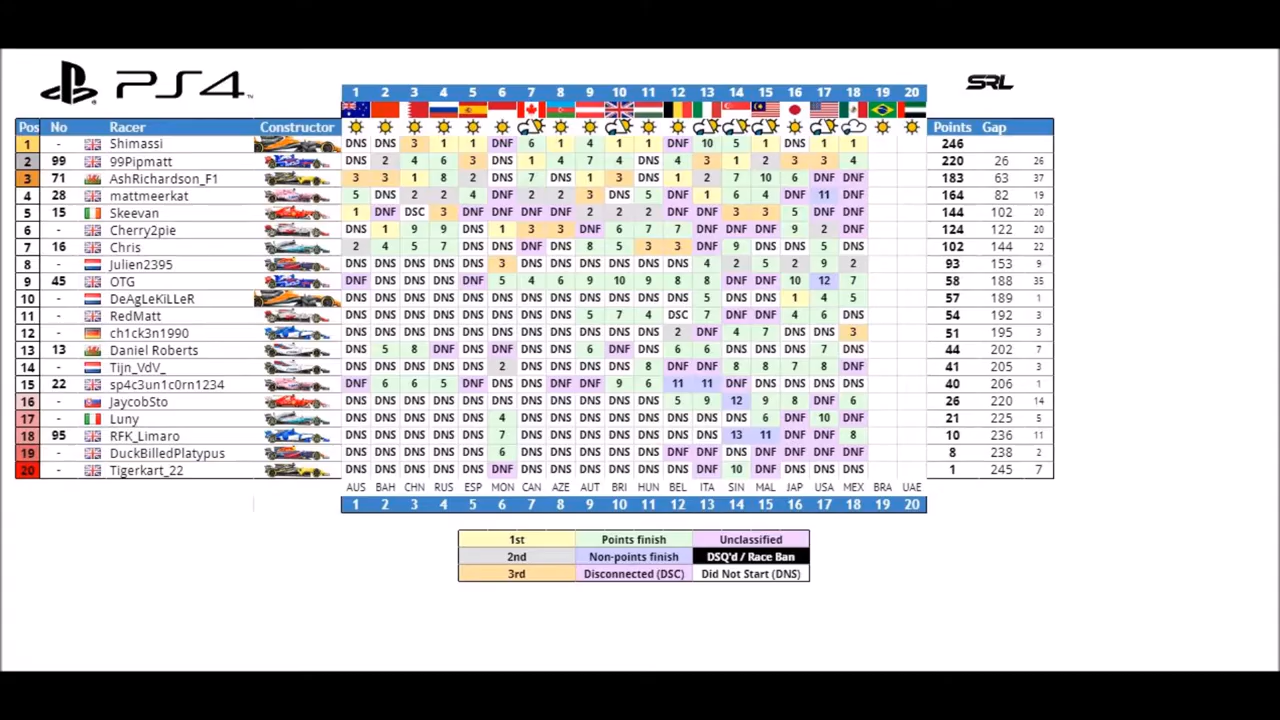 PS4™ SRL
1 2 3 4 5 6 7 8 9 10 11 12 13 14 15 16 17 18 19 20
Pos No Racer Constructor Points Gap
1 - Shimassi DNS DNS 3 1 1 DNF 6 1 4 1 1 DNF 10 5 1 DNS 1 1 246
2 99 99Pipmatt DNS 2 4 6 3 DNS 1 4 7 4 DNS 4 3 1 2 3 3 4 220 26 26
3 71 AshRichardson_F1 3 3 1 8 2 DNS 7 DNS 1 3 DNS 1 2 7 10 6 DNF DNF 183 63 37
4 28 mattmeerkat 5 DNS 2 2 4 DNF 2 2 3 DNS 5 DNF 1 6 4 DNF 11 DNF 164 82 19
5 15 Skeevan 1 DNF DSC 3 DNF DNF DNF DNF 2 2 2 DNF DNF 3 3 5 DNF DNF 144 102 20
6 - Cherry2pie DNS 1 9 9 DNS 1 3 3 DNF 6 7 7 DNF DNF DNF 9 2 DNF 124 122 20
7 16 Chris 2 4 5 7 DNS DNS DNF DNS 8 5 3 3 DNF 9 DNS DNS 5 DNS 102 144 22
8 - Julien2395 DNS DNS DNS DNS DNS 3 DNS DNS DNS DNS DNS DNS 4 2 5 2 9 2 93 153 9
9 45 OTG DNF DNS DNS DNS DNS 5 4 6 9 10 9 8 8 DNF DNF 10 12 7 58 188 35
10 - DeAgLeKiLLeR DNS DNS DNS DNS DNS DNS DNS DNS DNS DNS DNS DNS 5 DNS DNS 1 4 5 57 189 1
11 - RedMatt DNS DNS DNS DNS DNS DNS DNS DNS 5 7 4 DSC 7 DNF DNF 4 6 DNS 54 192 3
12 - ch1ck3n1990 DNS DNS DNS DNS DNS DNS DNS DNS DNS DNS DNS 2 DNF 4 7 DNS DNS 3 51 195 3
13 13 Daniel Roberts DNS 5 8 DNF DNS DNF DNS DNS 6 DNF DNS 6 6 DNS DNS DNS 7 DNS 44 202 7
14 - Tijn_VdV_ DNS DNS DNS DNS DNS 2 DNS DNS DNS DNS 8 DNF DNF 8 8 7 8 DNF 41 205 3
15 22 sp4c3un1c0rn1234 DNF 6 6 5 DNF DNS DNS DNF DNF 9 6 11 11 DNF DNS DNS DNS DNS 40 206 1
16 - JaycobSto DNS DNS DNS DNS DNS DNS DNS DNS DNS DNS DNS 5 9 12 9 8 DNF 6 26 220 14
17 - Luny DNS DNS DNS DNS DNS 4 DNS DNS DNS DNS DNS DNS DNS DNS 6 DNF 10 DNF 21 225 5
18 95 RFK_Limaro DNS DNS DNS DNS DNS 7 DNS DNS DNS DNS DNS DNS DNS 13 11 DNF DNF 8 10 236 11
19 - DuckBilledPlatypus DNS DNS DNS DNS DNS 6 DNS DNS DNS DNS DNS DNF DNF DNS DNF DNF DNF DNF 8 238 2
20 - Tigerkart_22 DNS DNS DNS DNS DNS DNF DNS DNS DNS DNS DNS DNS DNF 10 DNF DNS DNS DNS 1 245 7
AUS BAH CHN RUS ESP MON CAN AZE AUT BRI HUN BEL ITA SIN MAL JAP USA MEX BRA UAE
1 2 3 4 5 6 7 8 9 10 11 12 13 14 15 16 17 18 19 20
1st Points finish Unclassified
2nd Non-points finish DSQ'd / Race Ban
3rd Disconnected (DSC) Did Not Start (DNS)